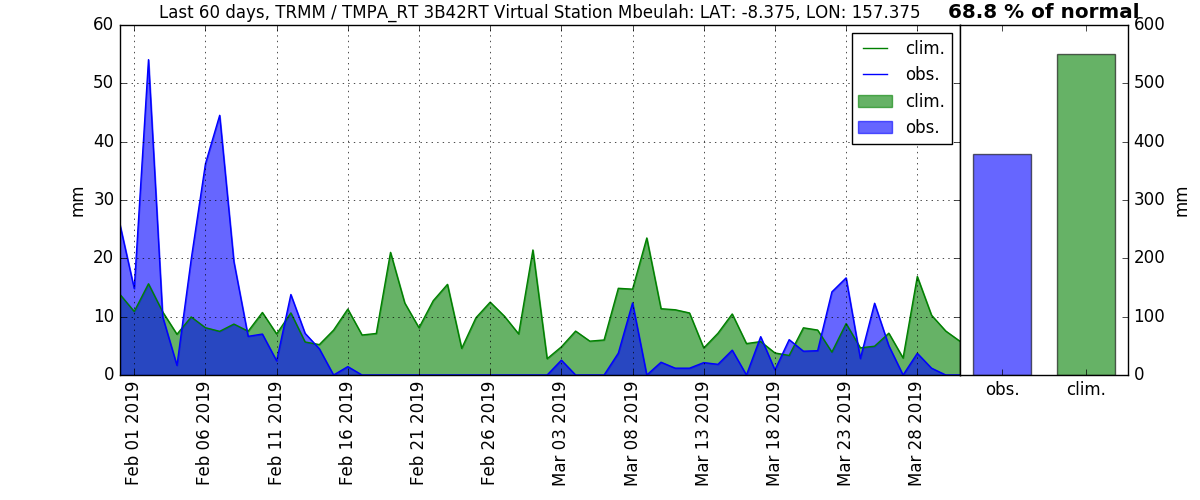 Last 60 days, TRMM / TMPA_RT 3B42RT Virtual Station Mbeulah: LAT: -8.375, LON: 157.375
68.8 % of normal
60
50
40
30
20
10
0
mm
clim.
obs.
clim.
obs.
Feb 01 2019
Feb 06 2019
Feb 11 2019
Feb 16 2019
Feb 21 2019
Feb 26 2019
Mar 03 2019
Mar 08 2019
Mar 13 2019
Mar 18 2019
Mar 23 2019
Mar 28 2019
600
500
400
300
200
100
0
mm
obs.
clim.